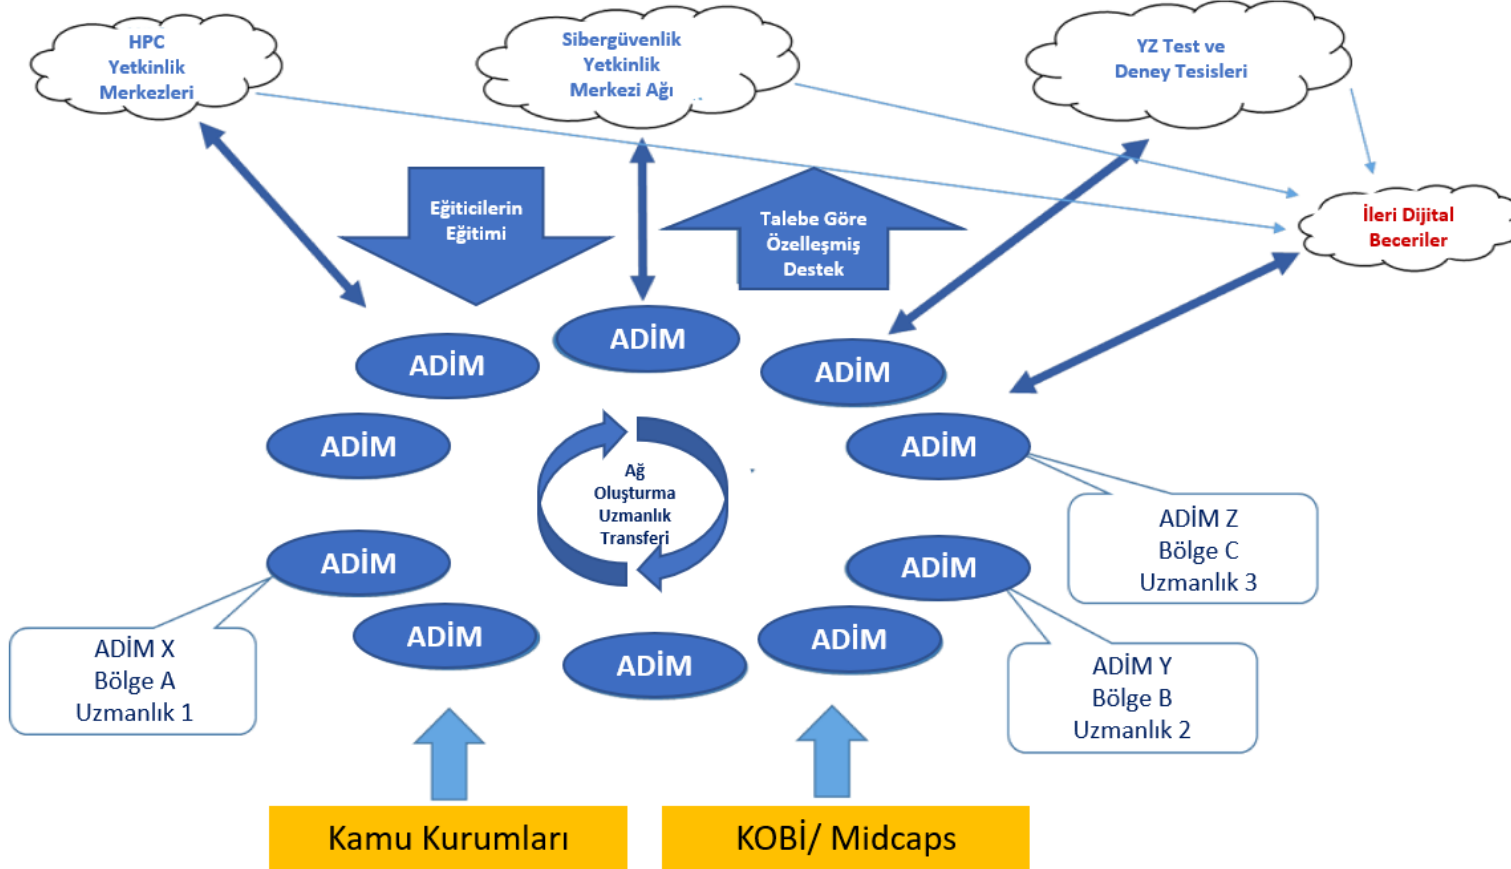 HPC
Yetkinlik
Merkezleri
Sibergüvenlik
Yetkinlik
Merkezi Ağı
YZ Test ve
Deney Tesisleri
İleri Dijital
Beceriler
Eğiticilerin
Eğitimi
Talebe Göre
Özelleşmiş
Destek
ADİM
ADİM
ADİM
ADİM
ADİM
Ağ
Oluşturma
Uzmanlık
Transferi
ADİM
ADİM
ADİM
ADİM
ADİM
ADİM Z
Bölge C
Uzmanlık 3
ADİM X
Bölge A
Uzmanlık 1
ADİM Y
Bölge B
Uzmanlık 2
Kamu Kurumları
KOBİ/ Midcaps